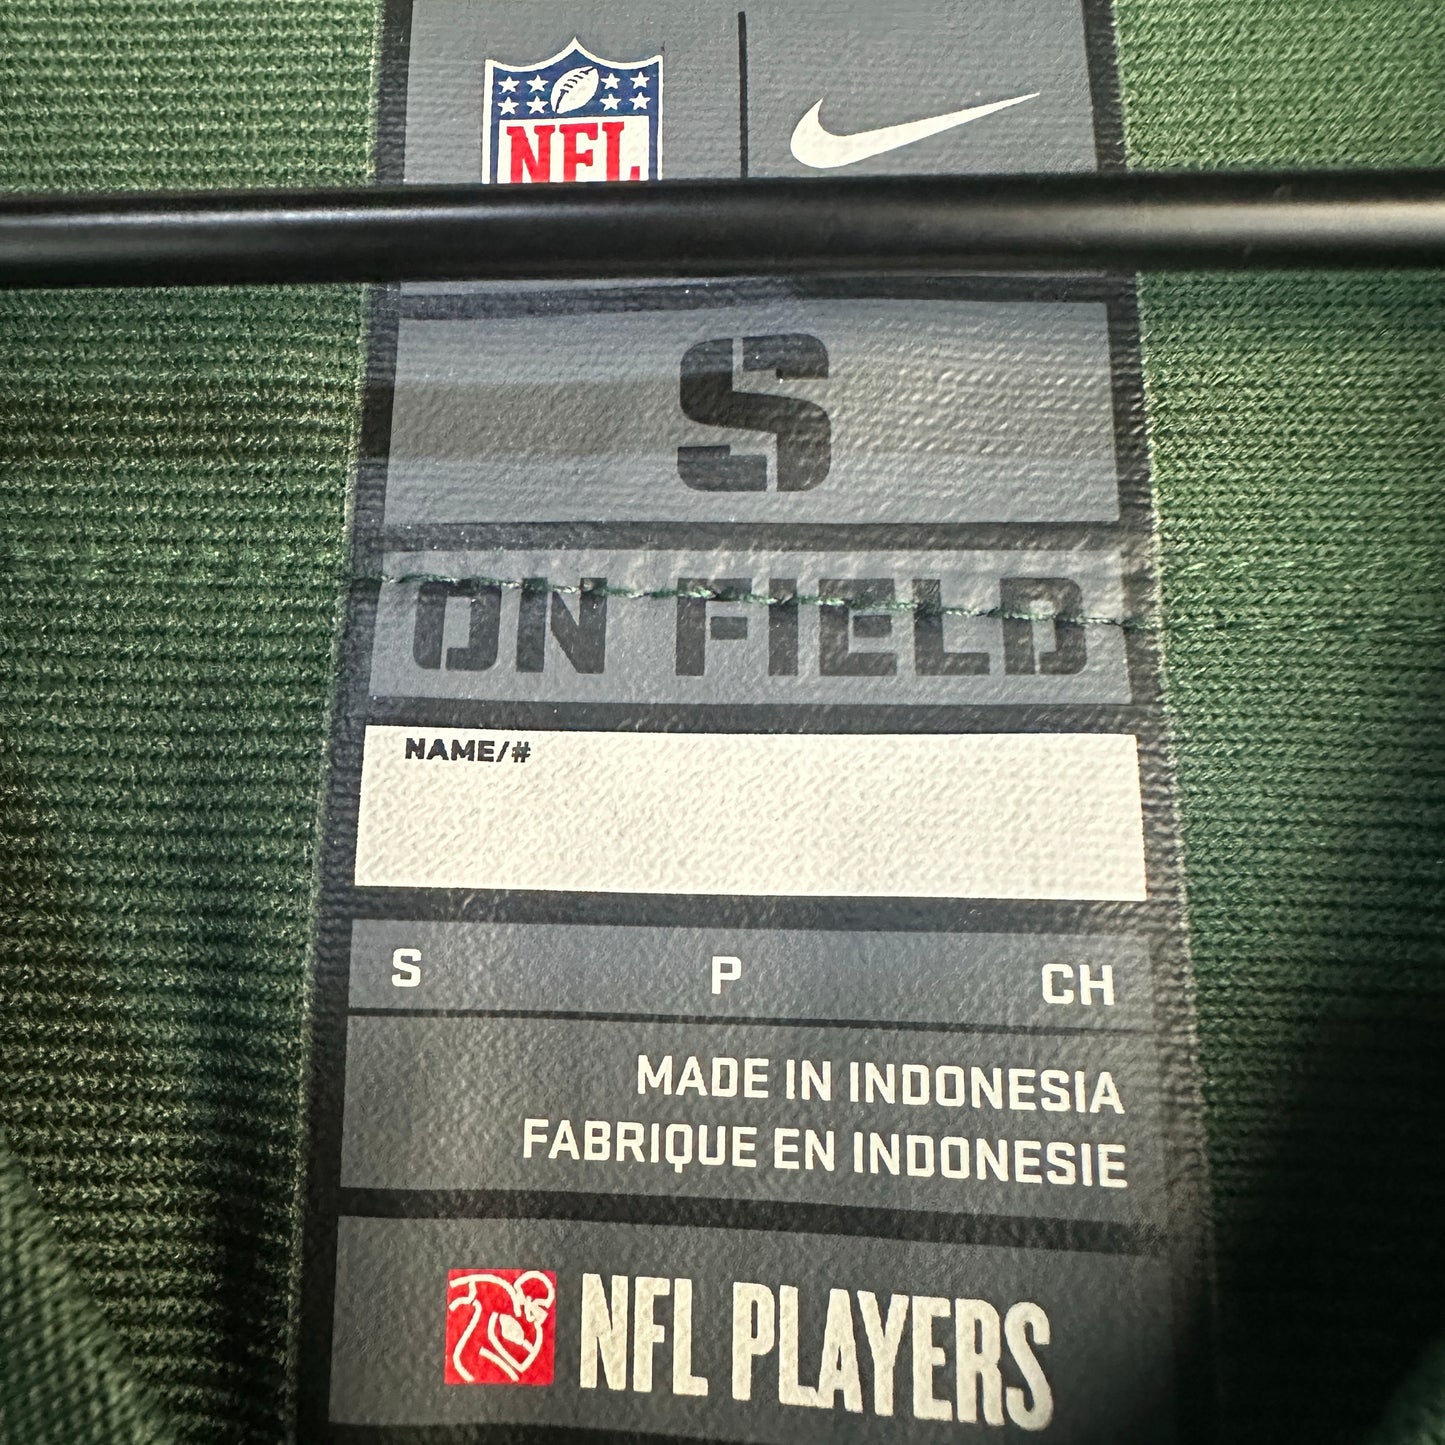 NFL
S
ON FIELD
NAME/#
S P CH
MADE IN INDONESIA
FABRIQUE EN INDONESIE
NFL PLAYERS